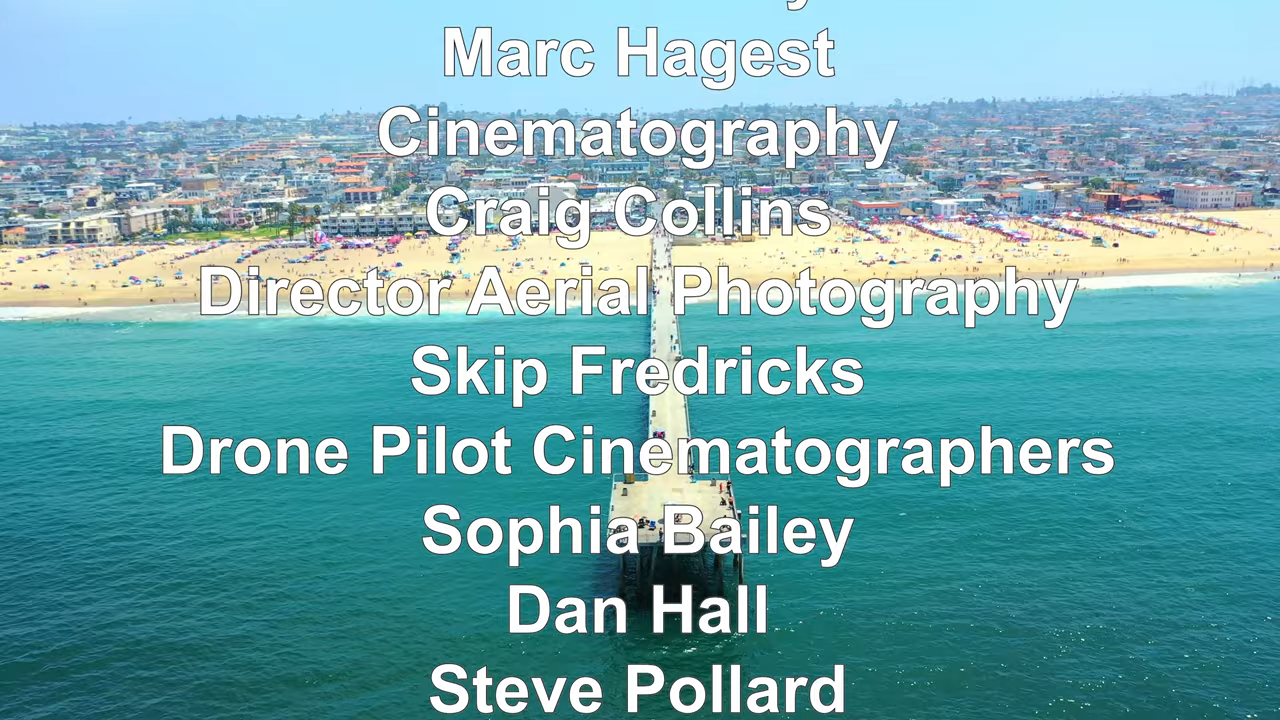 Marc Hagest
Cinematography
Craig Collins
Director Aerial Photography
Skip Fredricks
Drone Pilot Cinematographers
Sophia Bailey
Dan Hall
Steve Pollard